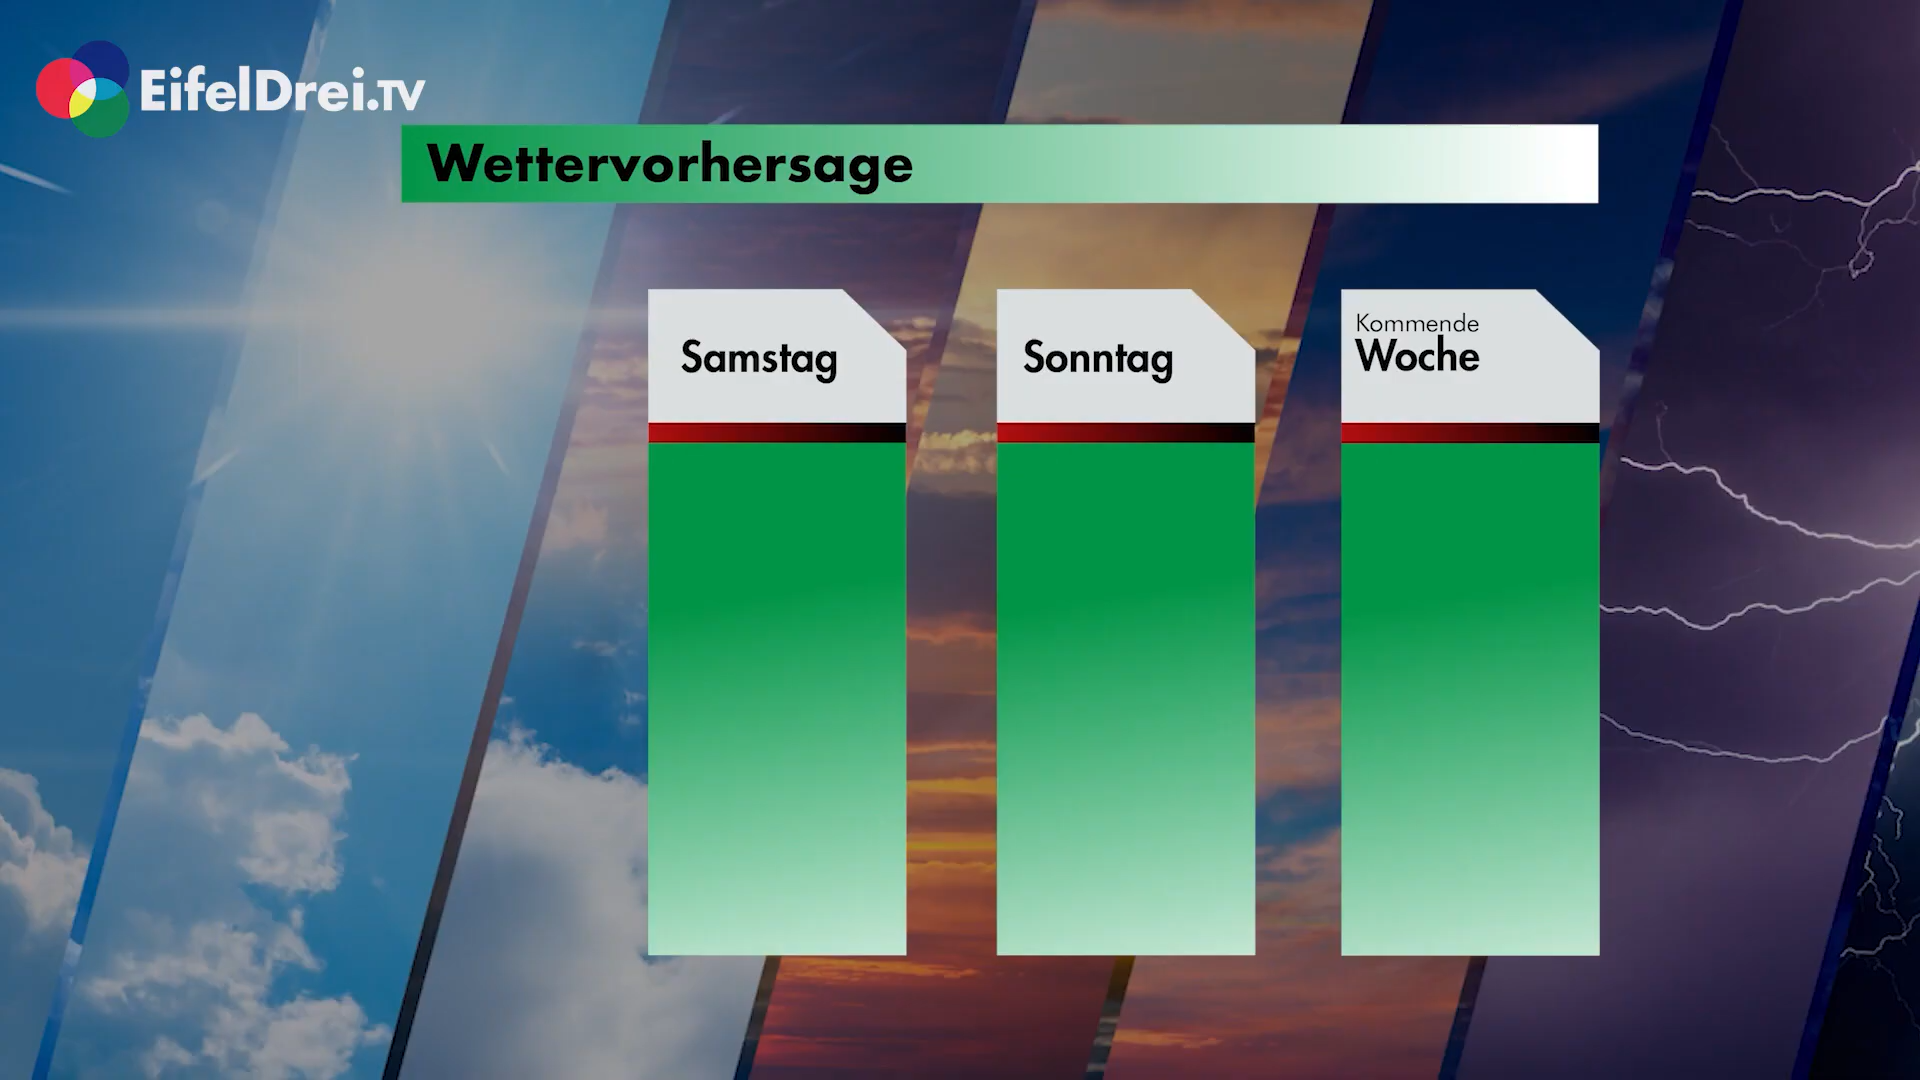 EifelDrei.TV
Wettervorhersage
Samstag
Sonntag
Kommende
Woche